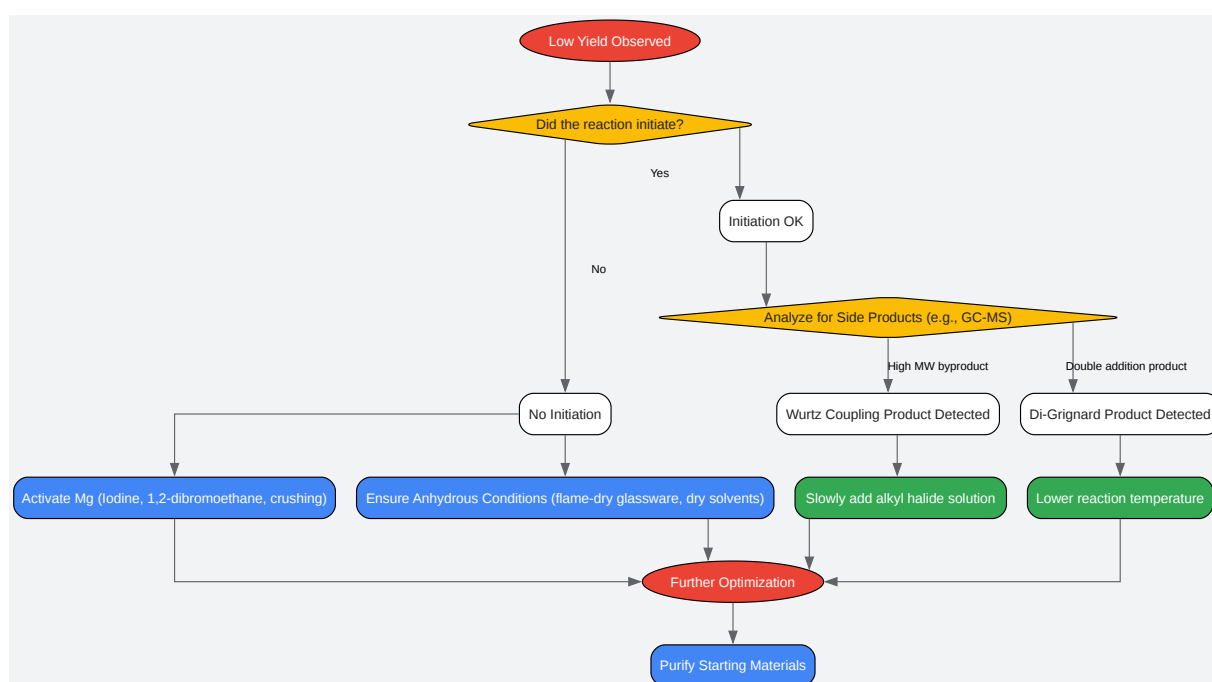 Low Yield Observed
Did the reaction initiate?
Yes
Initiation OK
No
Analyze for Side Products (e.g., GC-MS)
High MW byproduct
Double addition product
No Initiation
Wurtz Coupling Product Detected
Di-Grignard Product Detected
Activate Mg (Iodine, 1,2-dibromoethane, crushing)
Ensure Anhydrous Conditions (flame-dry glassware, dry solvents)
Slowly add alkyl halide solution
Lower reaction temperature
Further Optimization
Purify Starting Materials